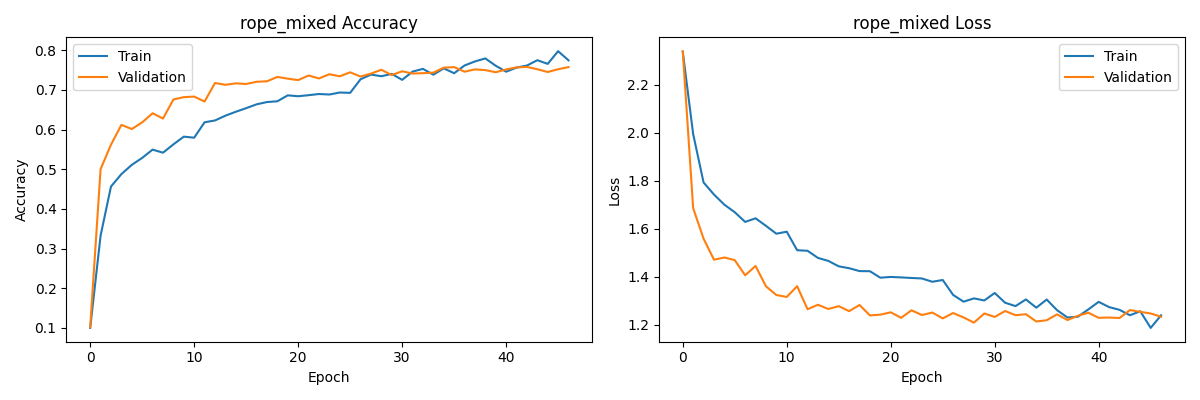 rope_mixed Accuracy
Train
Validation
0.8
0.7
0.6
0.5
0.4
0.3
0.2
0.1
Accuracy
0 10 20 30 40
Epoch
rope_mixed Loss
Train
Validation
2.2
2.0
1.8
1.6
1.4
1.2
Loss
0 10 20 30 40
Epoch